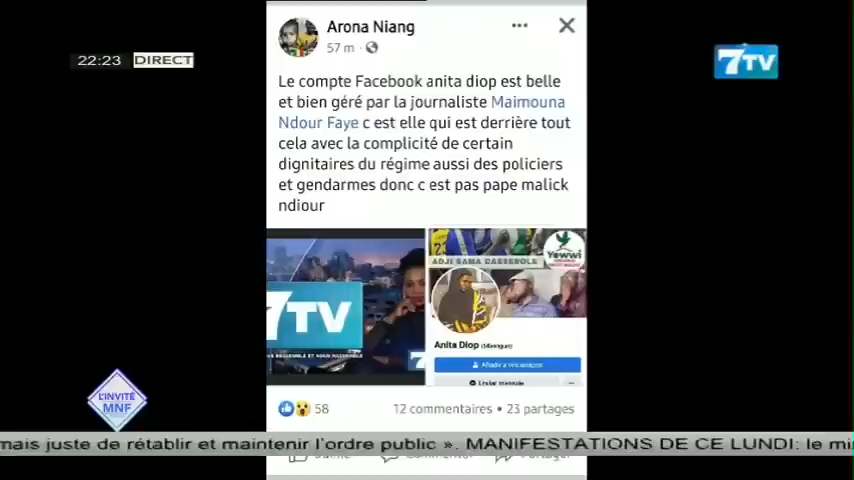 Arona Niang
57 m
22:23 DIRECT
7TV
Le compte Facebook anita diop est belle
et bien géré par la journaliste Maimouna
Ndour Faye c est elle qui est derrière tout
cela avec la complicité de certain
dignitaires du régime aussi des policiers
et gendarmes donc c est pas pape malick
ndiour
7TV
Yewwi
ADJI SAMA CASSEROLE
Anita Diop
Enviar mensaje
58
12 commentaires • 23 partages
L'INVITÉ
MNF
mais juste de rétablir et maintenir l'ordre public ». MANIFESTATIONS DE CE LUNDI: le mi